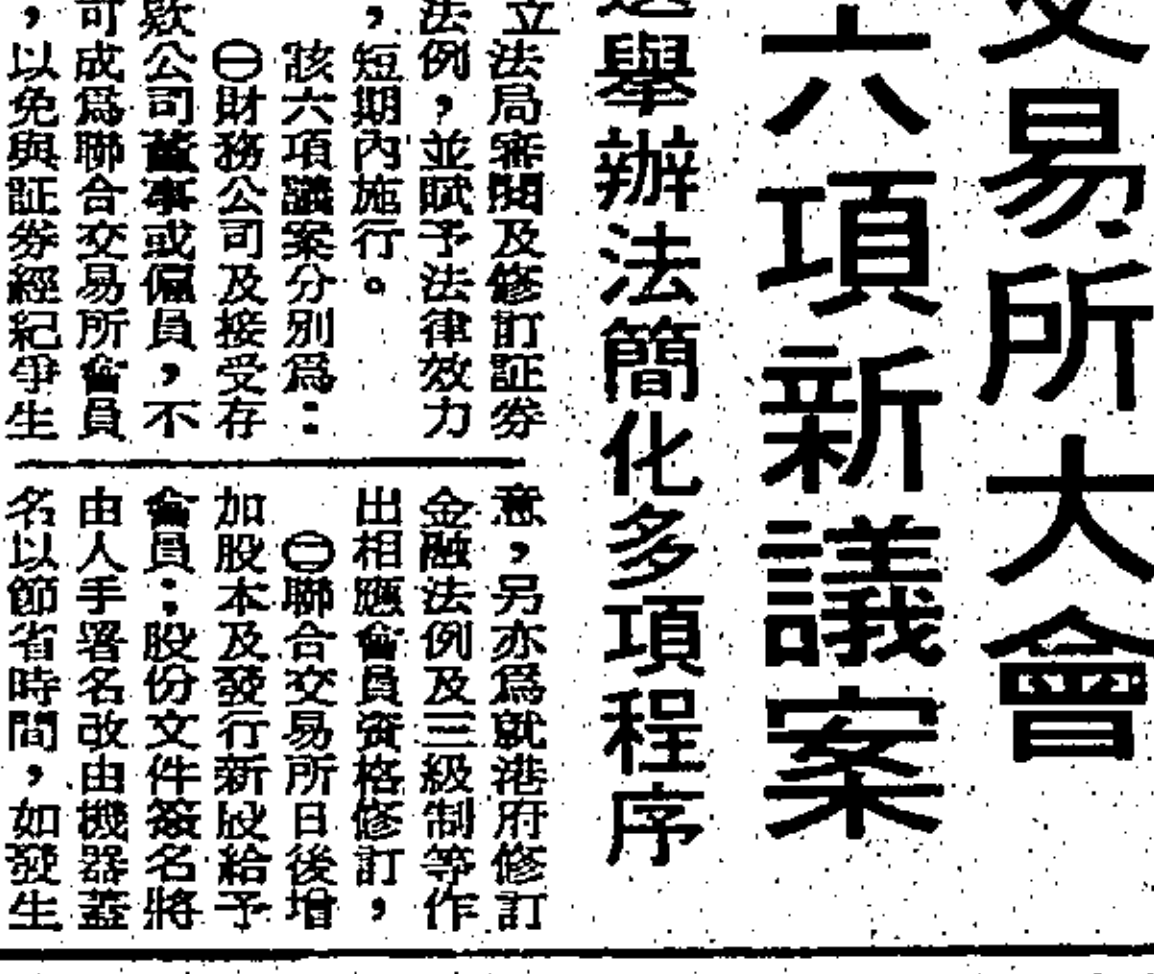 易所大會
六項新議案
舉辦法簡化多項程序
立法局審閱及修訂証券
法例，並賦予法律效力
，短期內施行。
該六項議案分別爲：
㊀財務公司及接受存
款公司董事或僱員，不
可成爲聯合交易所會員
，以免與証券經紀爭生
意，另亦爲就港府修訂
金融法例及三級制等作
出相應會員資格修訂，
㊁聯合交易所日後增
加股本及發行新股給予
會員：股份文件簽名將
由人手署名改由機器蓋
名以節省時間，如發生